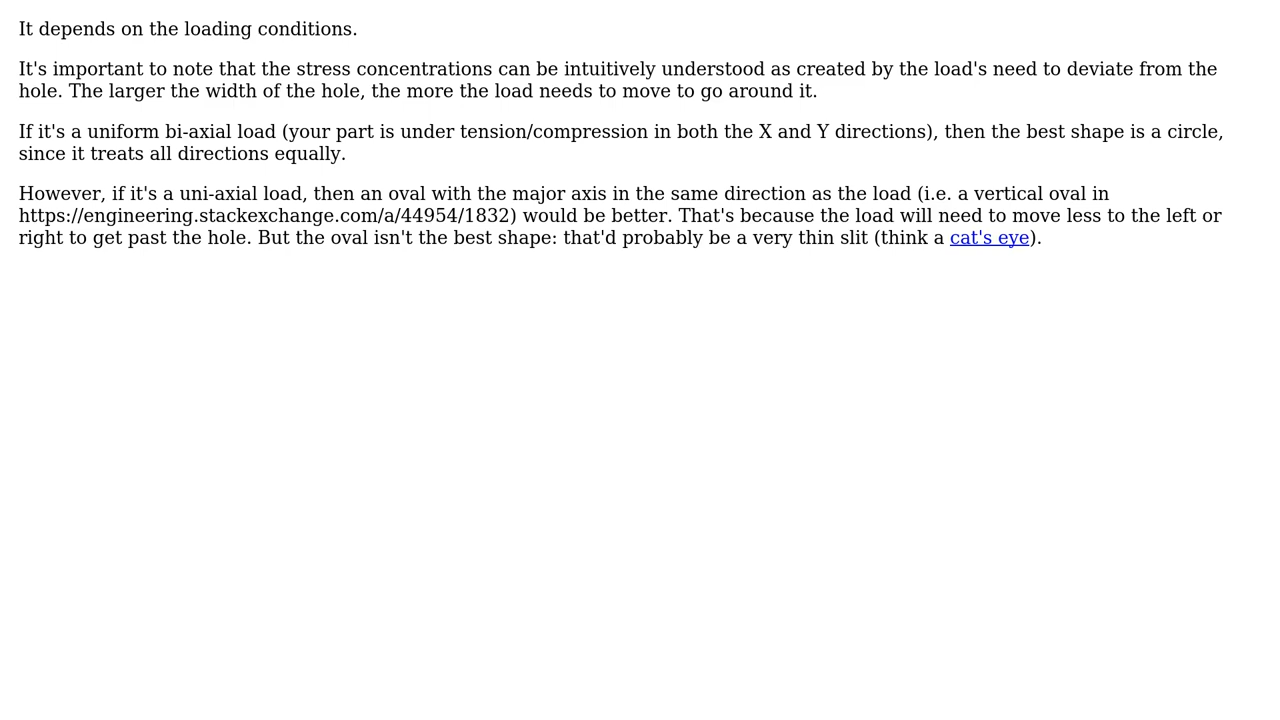 It depends on the loading conditions.
It's important to note that the stress concentrations can be intuitively understood as created by the load's need to deviate from the
hole. The larger the width of the hole, the more the load needs to move to go around it.
If it's a uniform bi-axial load (your part is under tension/compression in both the X and Y directions), then the best shape is a circle,
since it treats all directions equally.
However, if it's a uni-axial load, then an oval with the major axis in the same direction as the load (i.e. a vertical oval in
https://engineering.stackexchange.com/a/44954/1832) would be better. That's because the load will need to move less to the left or
right to get past the hole. But the oval isn't the best shape: that'd probably be a very thin slit (think a cat's eye).